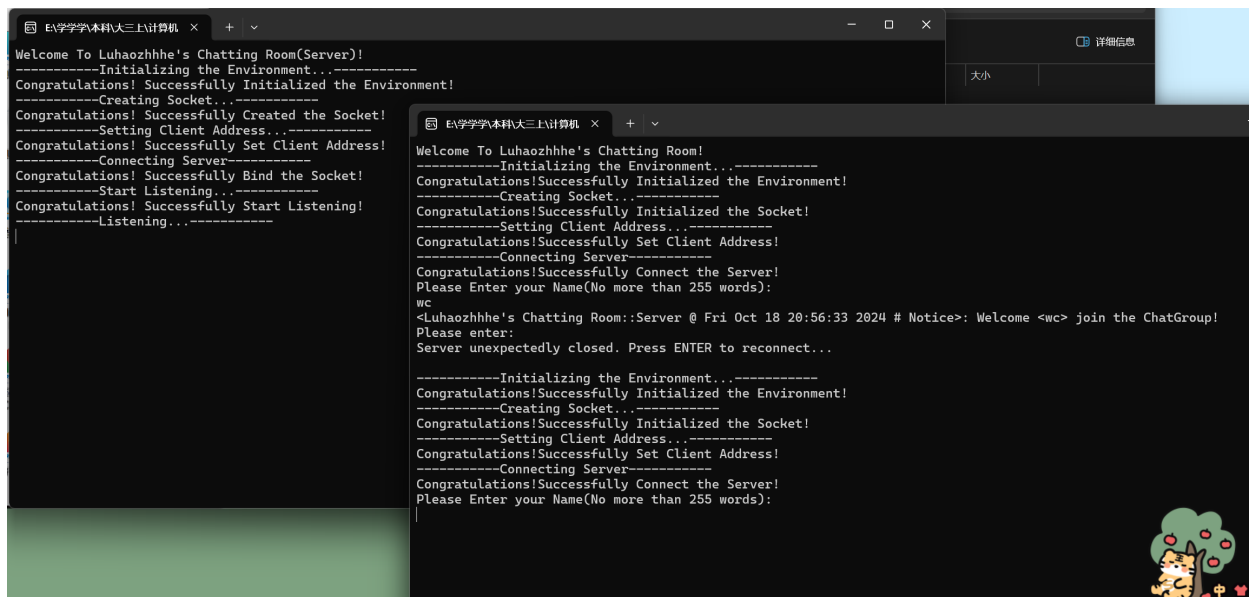 E:\学学学\本科\大三上\计算机
Welcome To Luhaozhhhe's Chatting Room(Server)!
-----------Initializing the Environment...-----------
Congratulations! Successfully Initialized the Environment!
-----------Creating Socket...-----------
Congratulations! Successfully Created the Socket!
-----------Setting Client Address...-----------
Congratulations! Successfully Set Client Address!
-----------Connecting Server-----------
Congratulations! Successfully Bind the Socket!
-----------Start Listening...-----------
Congratulations! Successfully Start Listening!
-----------Listening...-----------
详细信息
大小
E:\学学学\本科\大三上\计算机
Welcome To Luhaozhhhe's Chatting Room!
-----------Initializing the Environment...-----------
Congratulations!Successfully Initialized the Environment!
-----------Creating Socket...-----------
Congratulations!Successfully Initialized the Socket!
-----------Setting Client Address...-----------
Congratulations!Successfully Set Client Address!
-----------Connecting Server-----------
Congratulations!Successfully Connect the Server!
Please Enter your Name(No more than 255 words):
wc
<Luhaozhhhe's Chatting Room::Server @ Fri Oct 18 20:56:33 2024 # Notice>: Welcome <wc> join the ChatGroup!
Please enter:
Server unexpectedly closed. Press ENTER to reconnect...
-----------Initializing the Environment...-----------
Congratulations!Successfully Initialized the Environment!
-----------Creating Socket...-----------
Congratulations!Successfully Initialized the Socket!
-----------Setting Client Address...-----------
Congratulations!Successfully Set Client Address!
-----------Connecting Server-----------
Congratulations!Successfully Connect the Server!
Please Enter your Name(No more than 255 words):
中